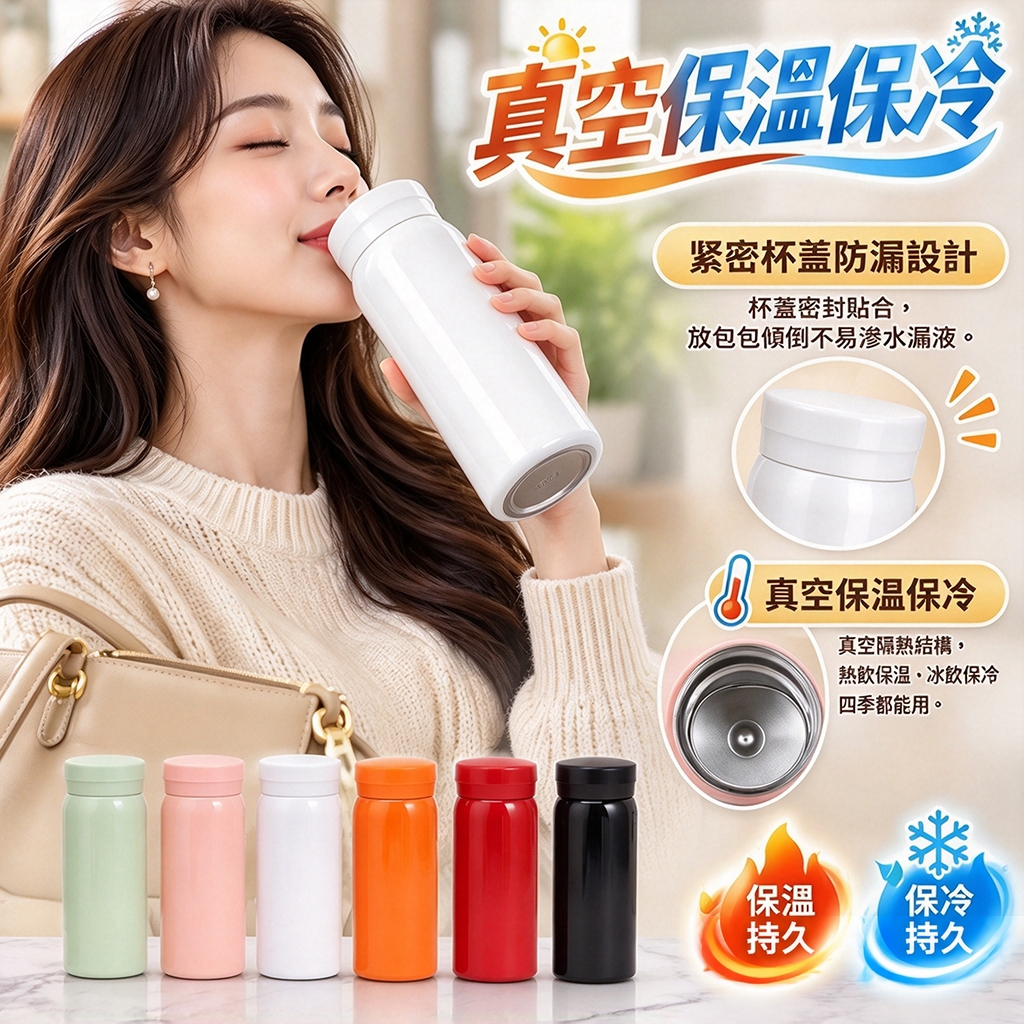 真空保溫保冷
紧密杯蓋防漏設計
杯蓋密封貼合，
放包包傾倒不易滲水漏液。
真空保温保冷
真空隔熱結構，
熱飲保溫·冰飲保冷
四季都能用。
保溫
持久
保冷
持久